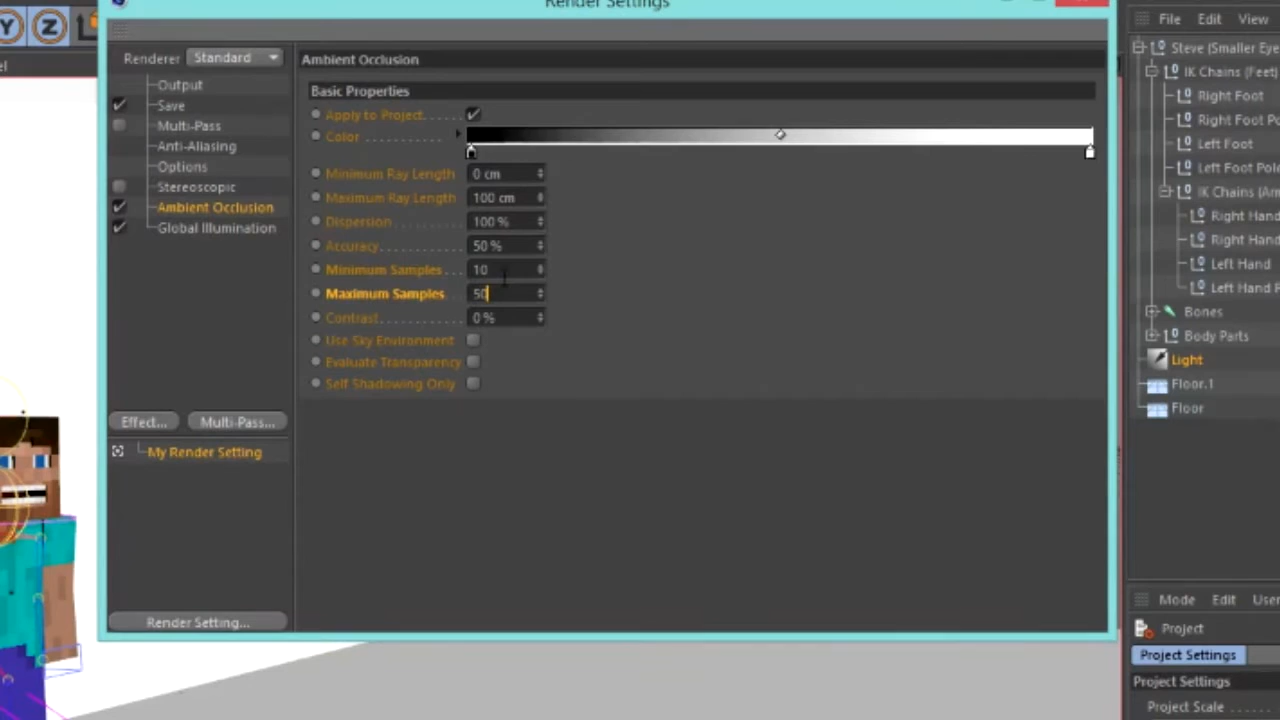 Render Settings
Y Z
Renderer Standard
Output
Save
Multi-Pass
Anti-Aliasing
Options
Stereoscopic
Ambient Occlusion
Global Illumination
Effect... Multi-Pass...
My Render Setting
Render Setting...
Ambient Occlusion
Basic Properties
Apply to Project
Color
Minimum Ray Length 0 cm
Maximum Ray Length 100 cm
Dispersion 100 %
Accuracy 50 %
Minimum Samples 10
Maximum Samples 50
Contrast 0 %
Use Sky Environment
Evaluate Transparency
Self Shadowing Only
File Edit View
Steve (Smaller Eye
IK Chains (Feet)
Right Foot
Right Foot Po
Left Foot
Left Foot Pole
IK Chains (Arm
Right Hand
Right Hand
Left Hand
Left Hand P
Bones
Body Parts
Light
Floor.1
Floor
Mode Edit User
Project
Project Settings
Project Settings
Project Scale